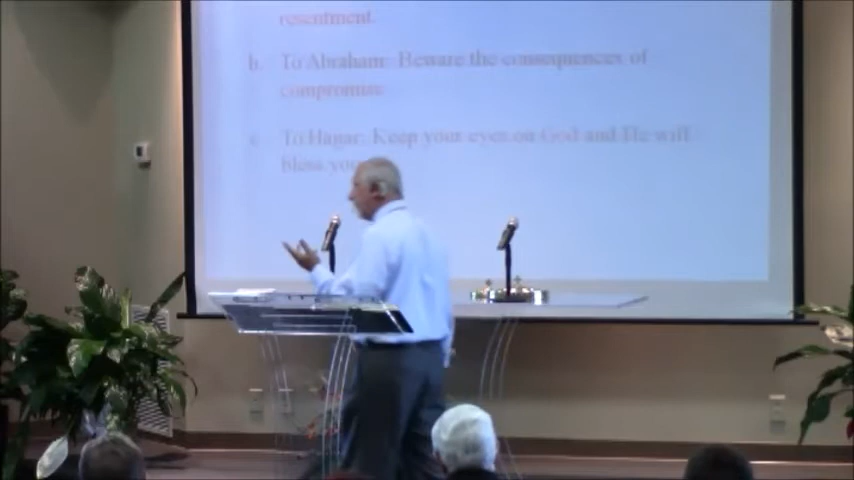 resentment.
b. To Abraham: Beware the consequences of
compromise
c. To Hagar: Keep your eyes on God and He will
bless you